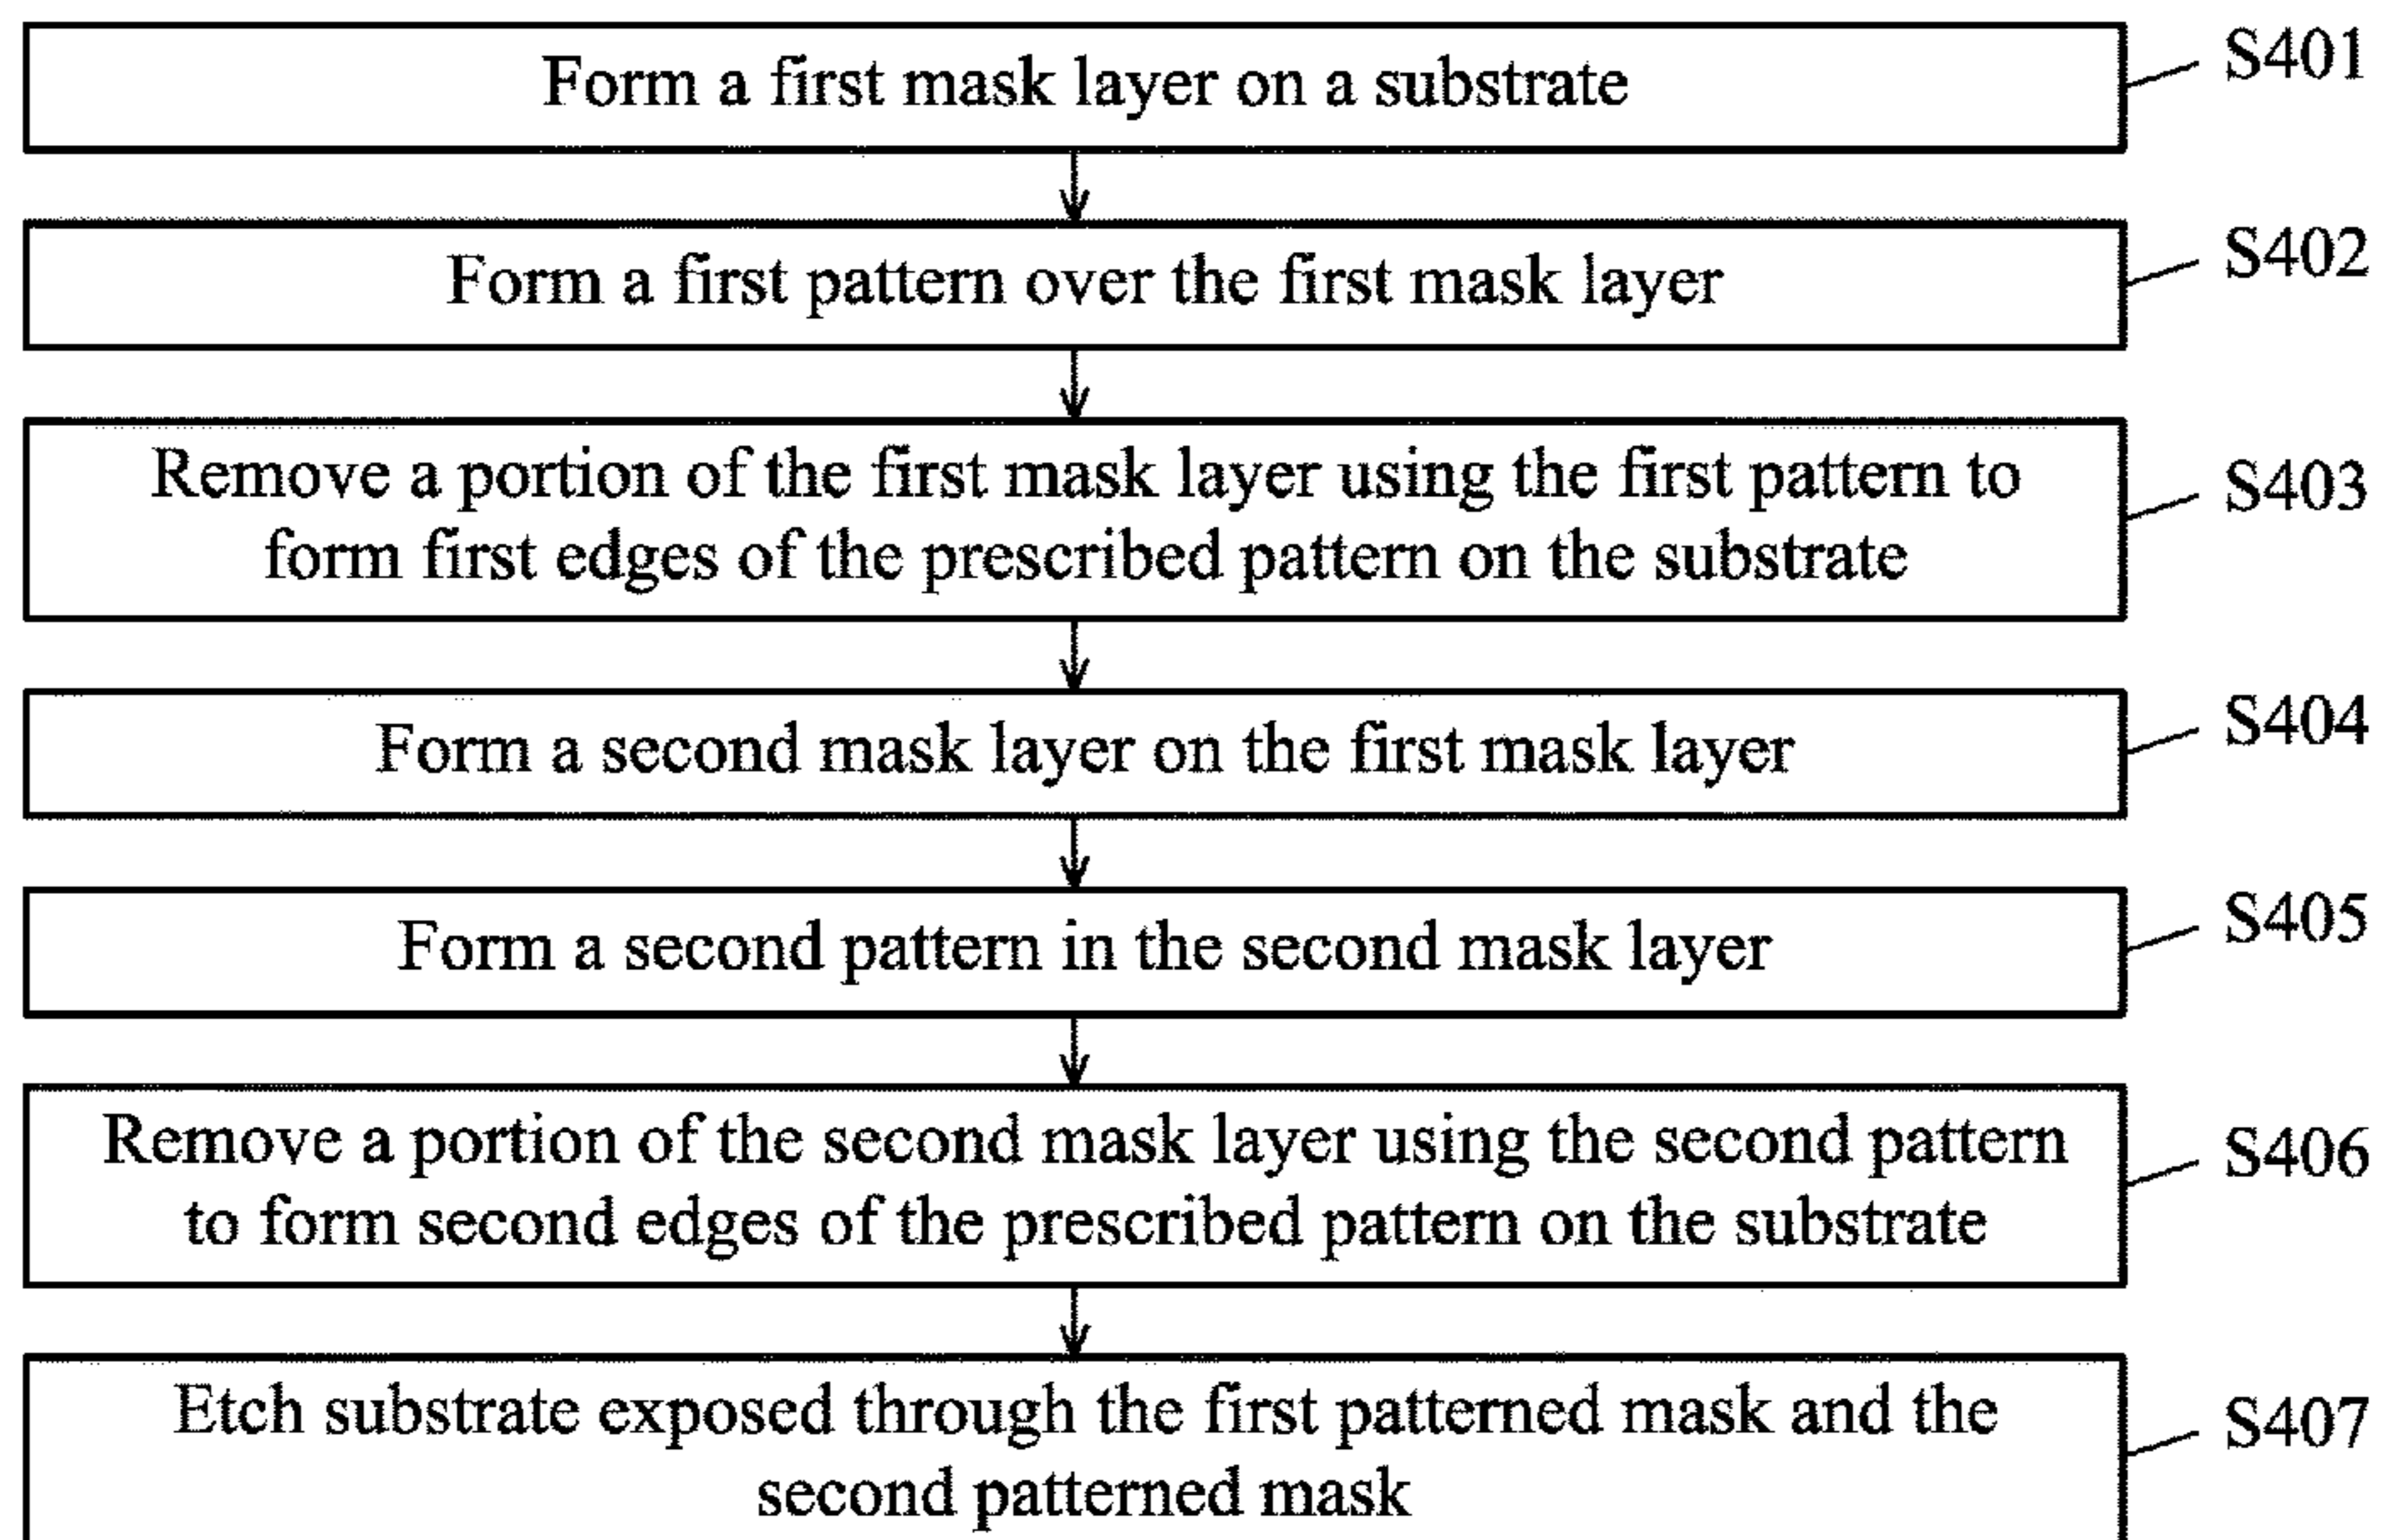 Form a first mask layer on a substrate
S401
Form a first pattern over the first mask layer
S402
Remove a portion of the first mask layer using the first pattern to
form first edges of the prescribed pattern on the substrate
S403
Form a second mask layer on the first mask layer
S404
Form a second pattern in the second mask layer
S405
Remove a portion of the second mask layer using the second pattern
to form second edges of the prescribed pattern on the substrate
S406
Etch substrate exposed through the first patterned mask and the
second patterned mask
S407